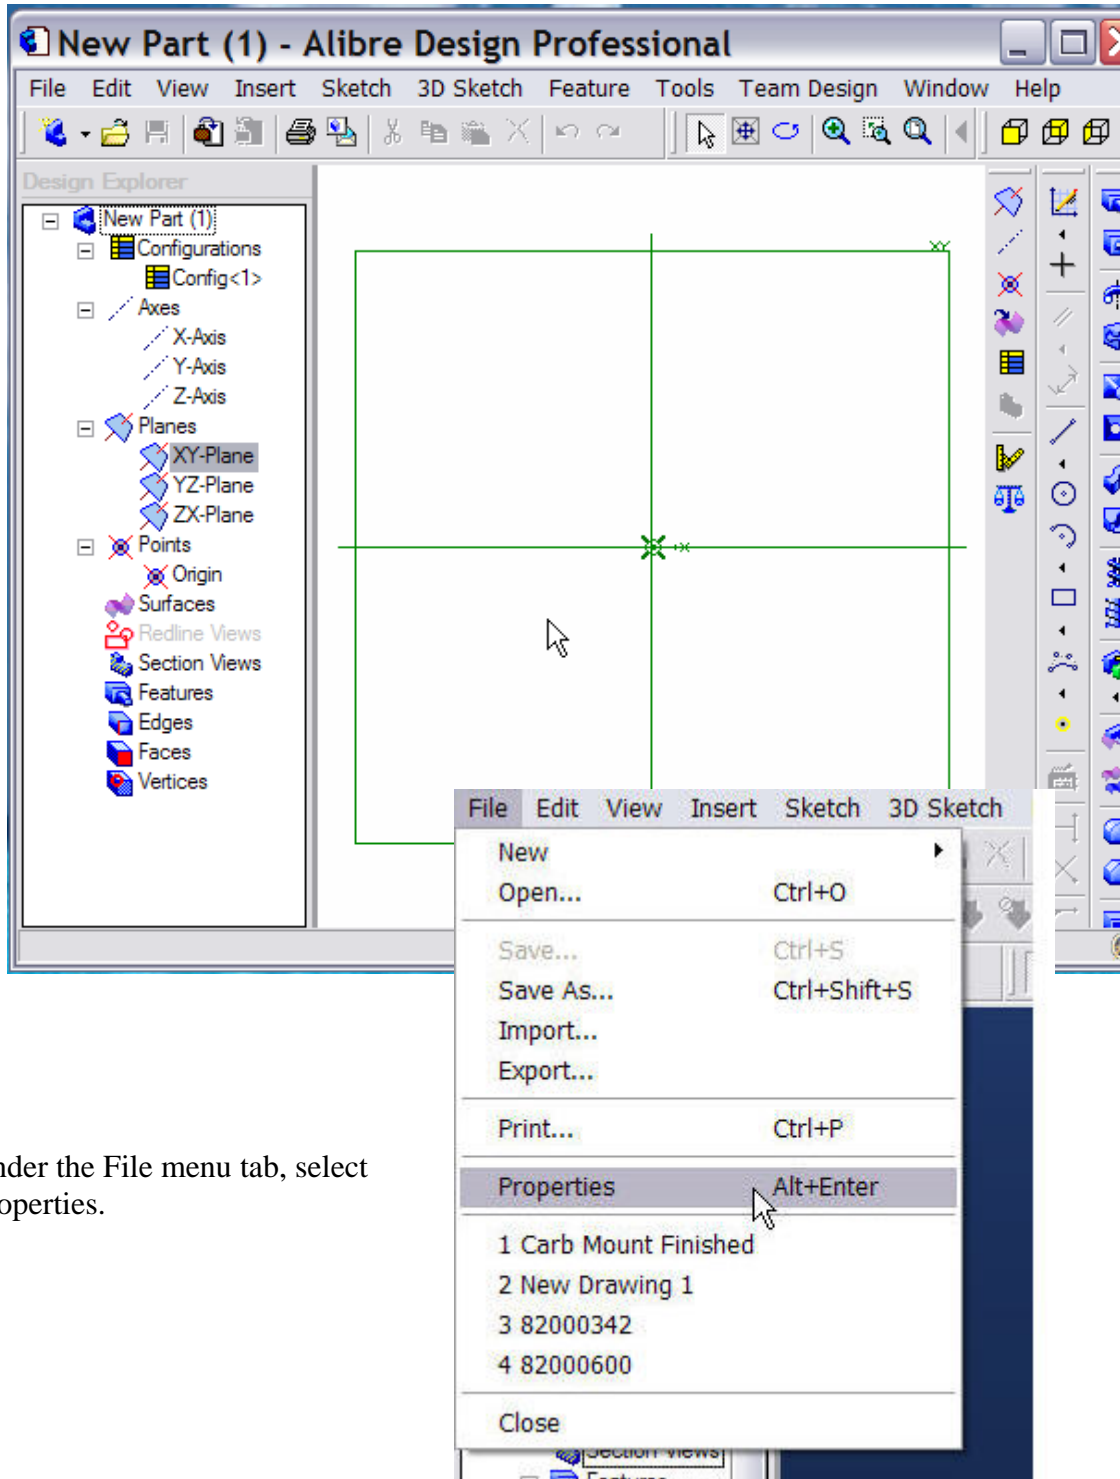 New Part (1) - Alibre Design Professional
File Edit View Insert Sketch 3D Sketch Feature Tools Team Design Window Help
Design Explorer
New Part (1)
Configurations
Config<1>
Axes
X-Axis
Y-Axis
Z-Axis
Planes
XY-Plane
YZ-Plane
ZX-Plane
Points
Origin
Surfaces
Redline Views
Section Views
Features
Edges
Faces
Vertices
XY
+X
File Edit View Insert Sketch 3D Sketch
New
Open... Ctrl+O
Save... Ctrl+S
Save As... Ctrl+Shift+S
Import...
Export...
Print... Ctrl+P
Properties Alt+Enter
1 Carb Mount Finished
2 New Drawing 1
3 82000342
4 82000600
Close
Section Views
Features
nder the File menu tab, select
operties.